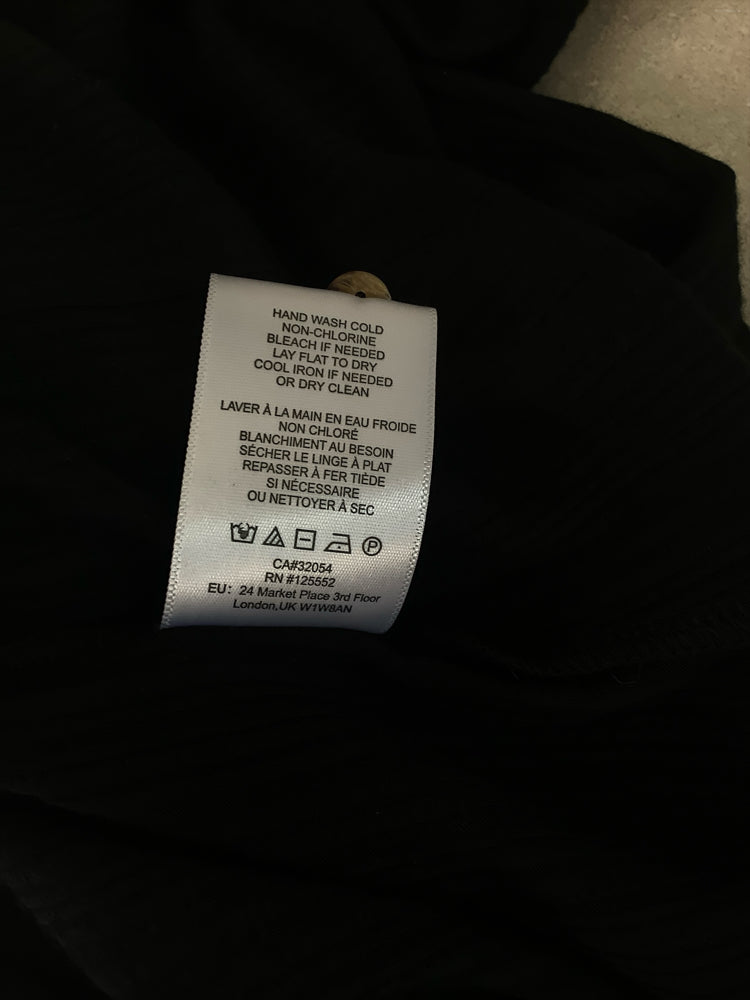 HAND WASH COLD
NON-CHLORINE
BLEACH IF NEEDED
LAY FLAT TO DRY
COOL IRON IF NEEDED
OR DRY CLEAN
LAVER À LA MAIN EN EAU FROIDE
NON CHLORÉ
BLANCHIMENT AU BESOIN
SÉCHER LE LINGE À PLAT
REPASSER À FER TIÈDE
SI NÉCESSAIRE
OU NETTOYER À SEC
P
CA#32054
RN #125552
EU: 24 Market Place 3rd Floor
London,UK W1W8AN